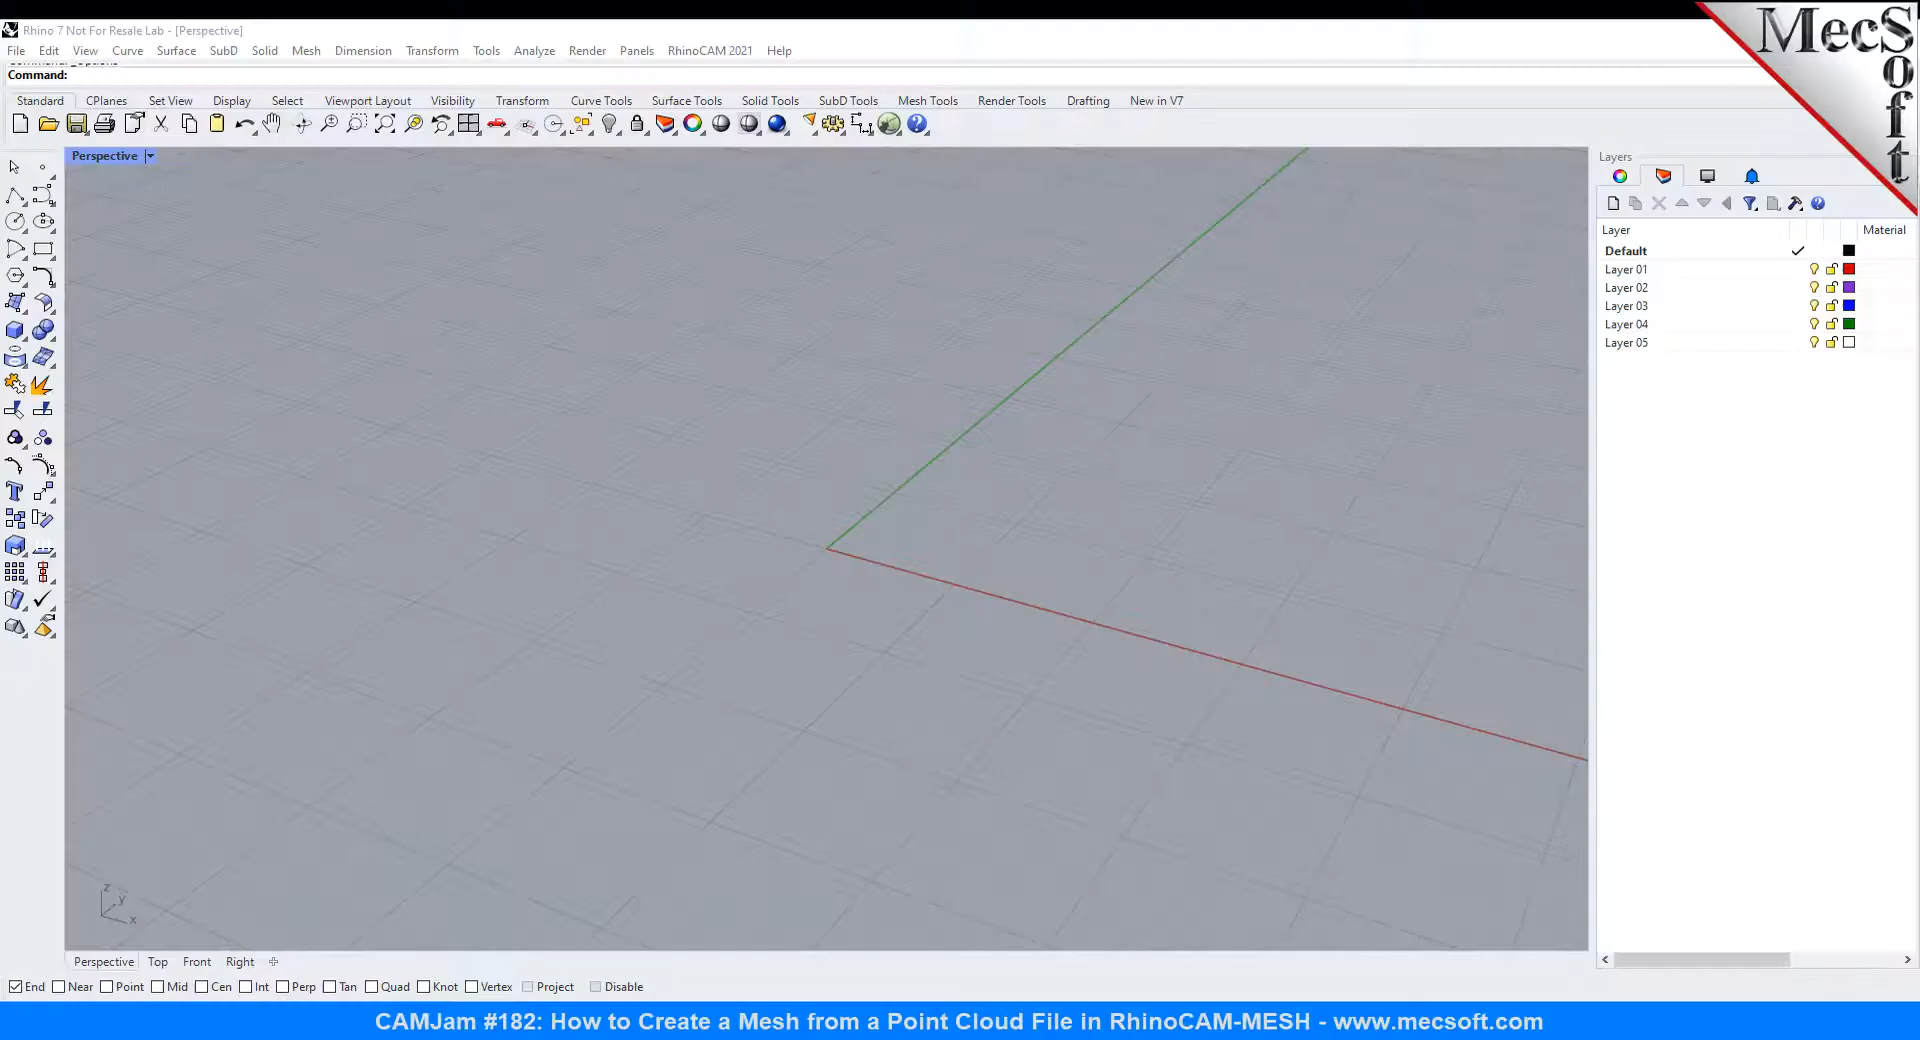 Rhino 7 Not For Resale Lab - [Perspective]
File Edit View Curve Surface SubD Solid Mesh Dimension Transform Tools Analyze Render Panels RhinoCAM 2021 Help
Command:
Standard CPlanes Set View Display Select Viewport Layout Visibility Transform Curve Tools Surface Tools Solid Tools SubD Tools Mesh Tools Render Tools Drafting New in V7
Perspective
Layers
Layer Material
Default
Layer 01
Layer 02
Layer 03
Layer 04
Layer 05
MecSoft
z
y
x
Perspective Top Front Right
End Near Point Mid Cen Int Perp Tan Quad Knot Vertex Project Disable
CAMJam #182: How to Create a Mesh from a Point Cloud File in RhinoCAM-MESH - www.mecsoft.com